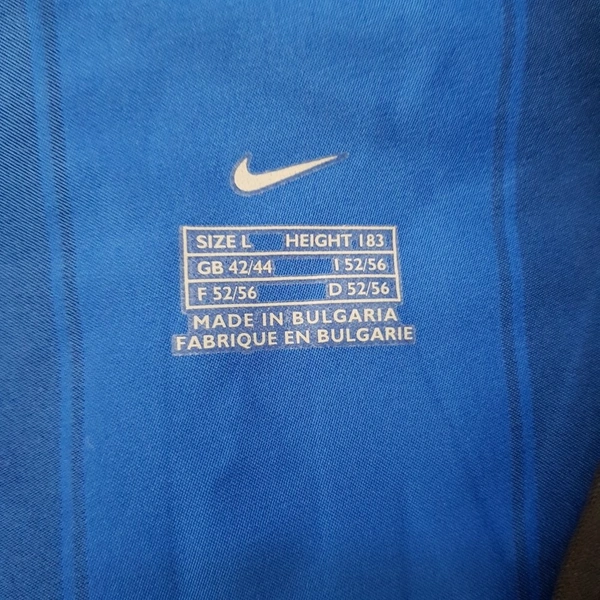 SIZE L HEIGHT 183
GB 42/44 I 52/56
F 52/56 D 52/56
MADE IN BULGARIA
FABRIQUE EN BULGARIE